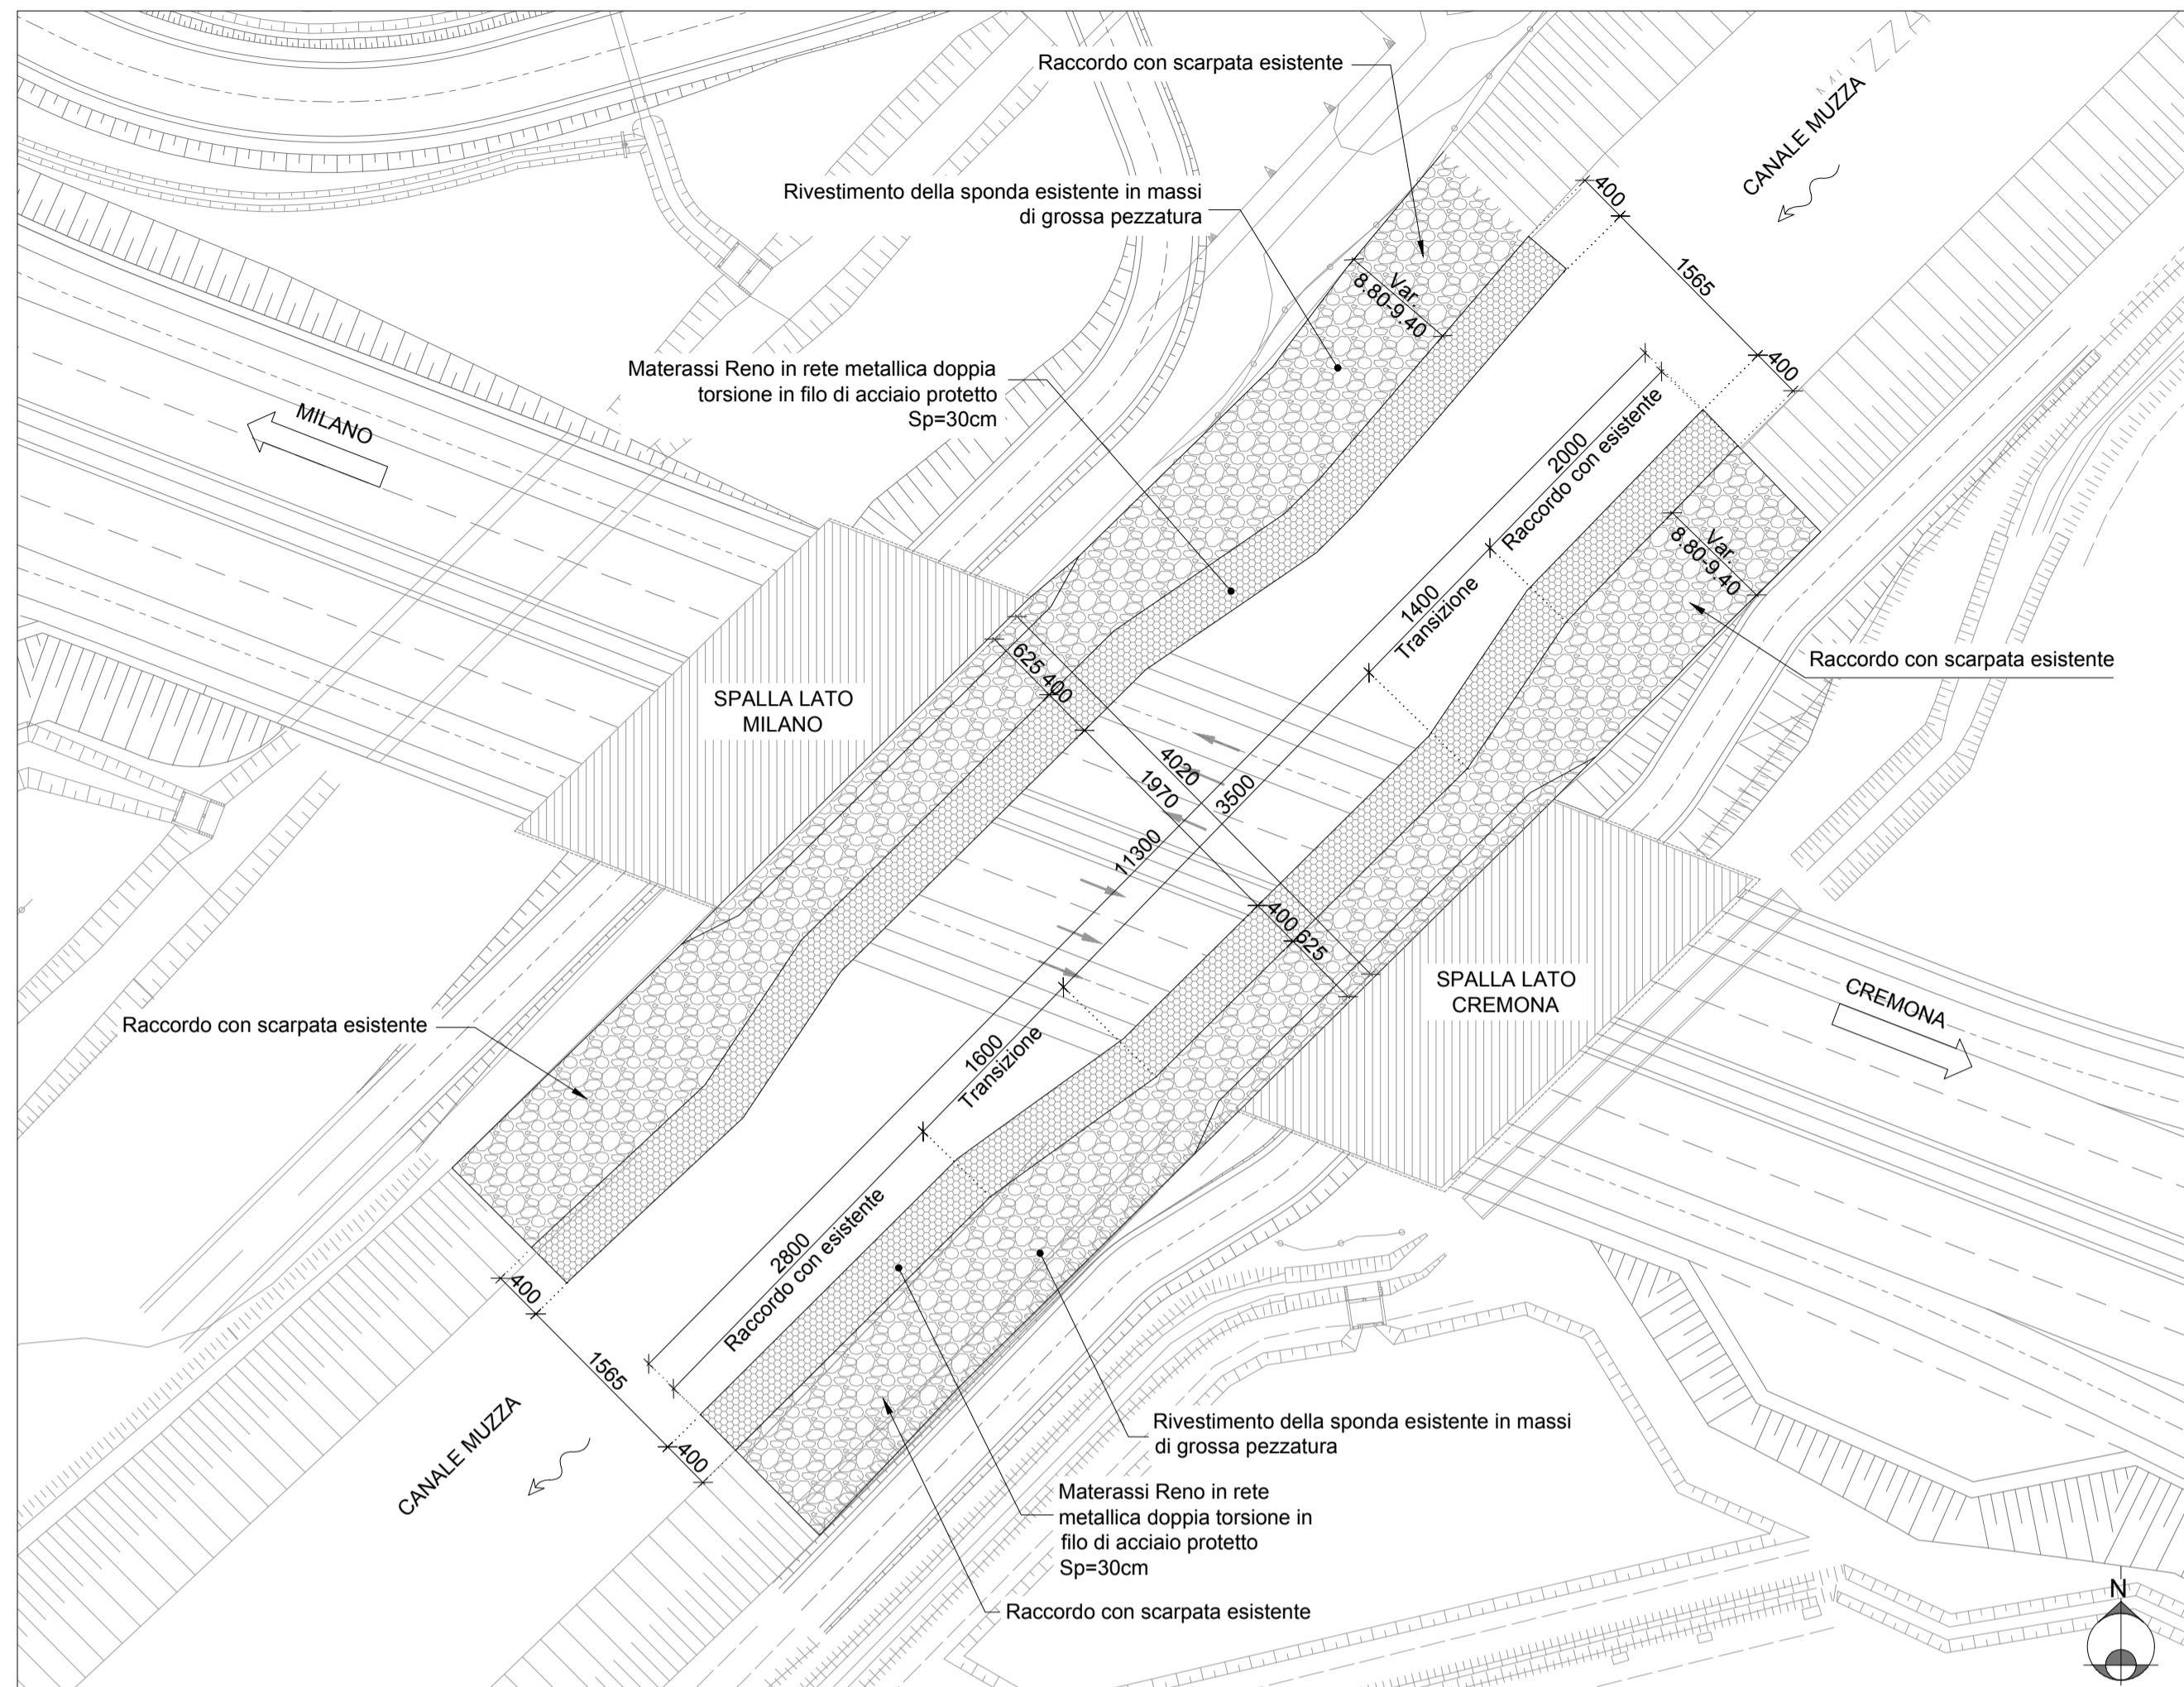 Raccordo con scarpata esistente
MUZZA
CANALE MUZZA
Rivestimento della sponda esistente in massi
di grossa pezzatura
400
1565
400
Var.
8.80-9.40
Materassi Reno in rete metallica doppia
torsione in filo di acciaio protetto
Sp=30cm
MILANO
2000
Raccordo con esistente
Var.
8.80-9.40
1400
Transizione
Raccordo con scarpata esistente
625 400
SPALLA LATO
MILANO
4020
1970
3500
11300
400 625
SPALLA LATO
CREMONA
CREMONA
Raccordo con scarpata esistente
1600
Transizione
2800
Raccordo con esistente
400
1565
400
CANALE MUZZA
Rivestimento della sponda esistente in massi
di grossa pezzatura
Materassi Reno in rete
metallica doppia torsione in
filo di acciaio protetto
Sp=30cm
Raccordo con scarpata esistente
N